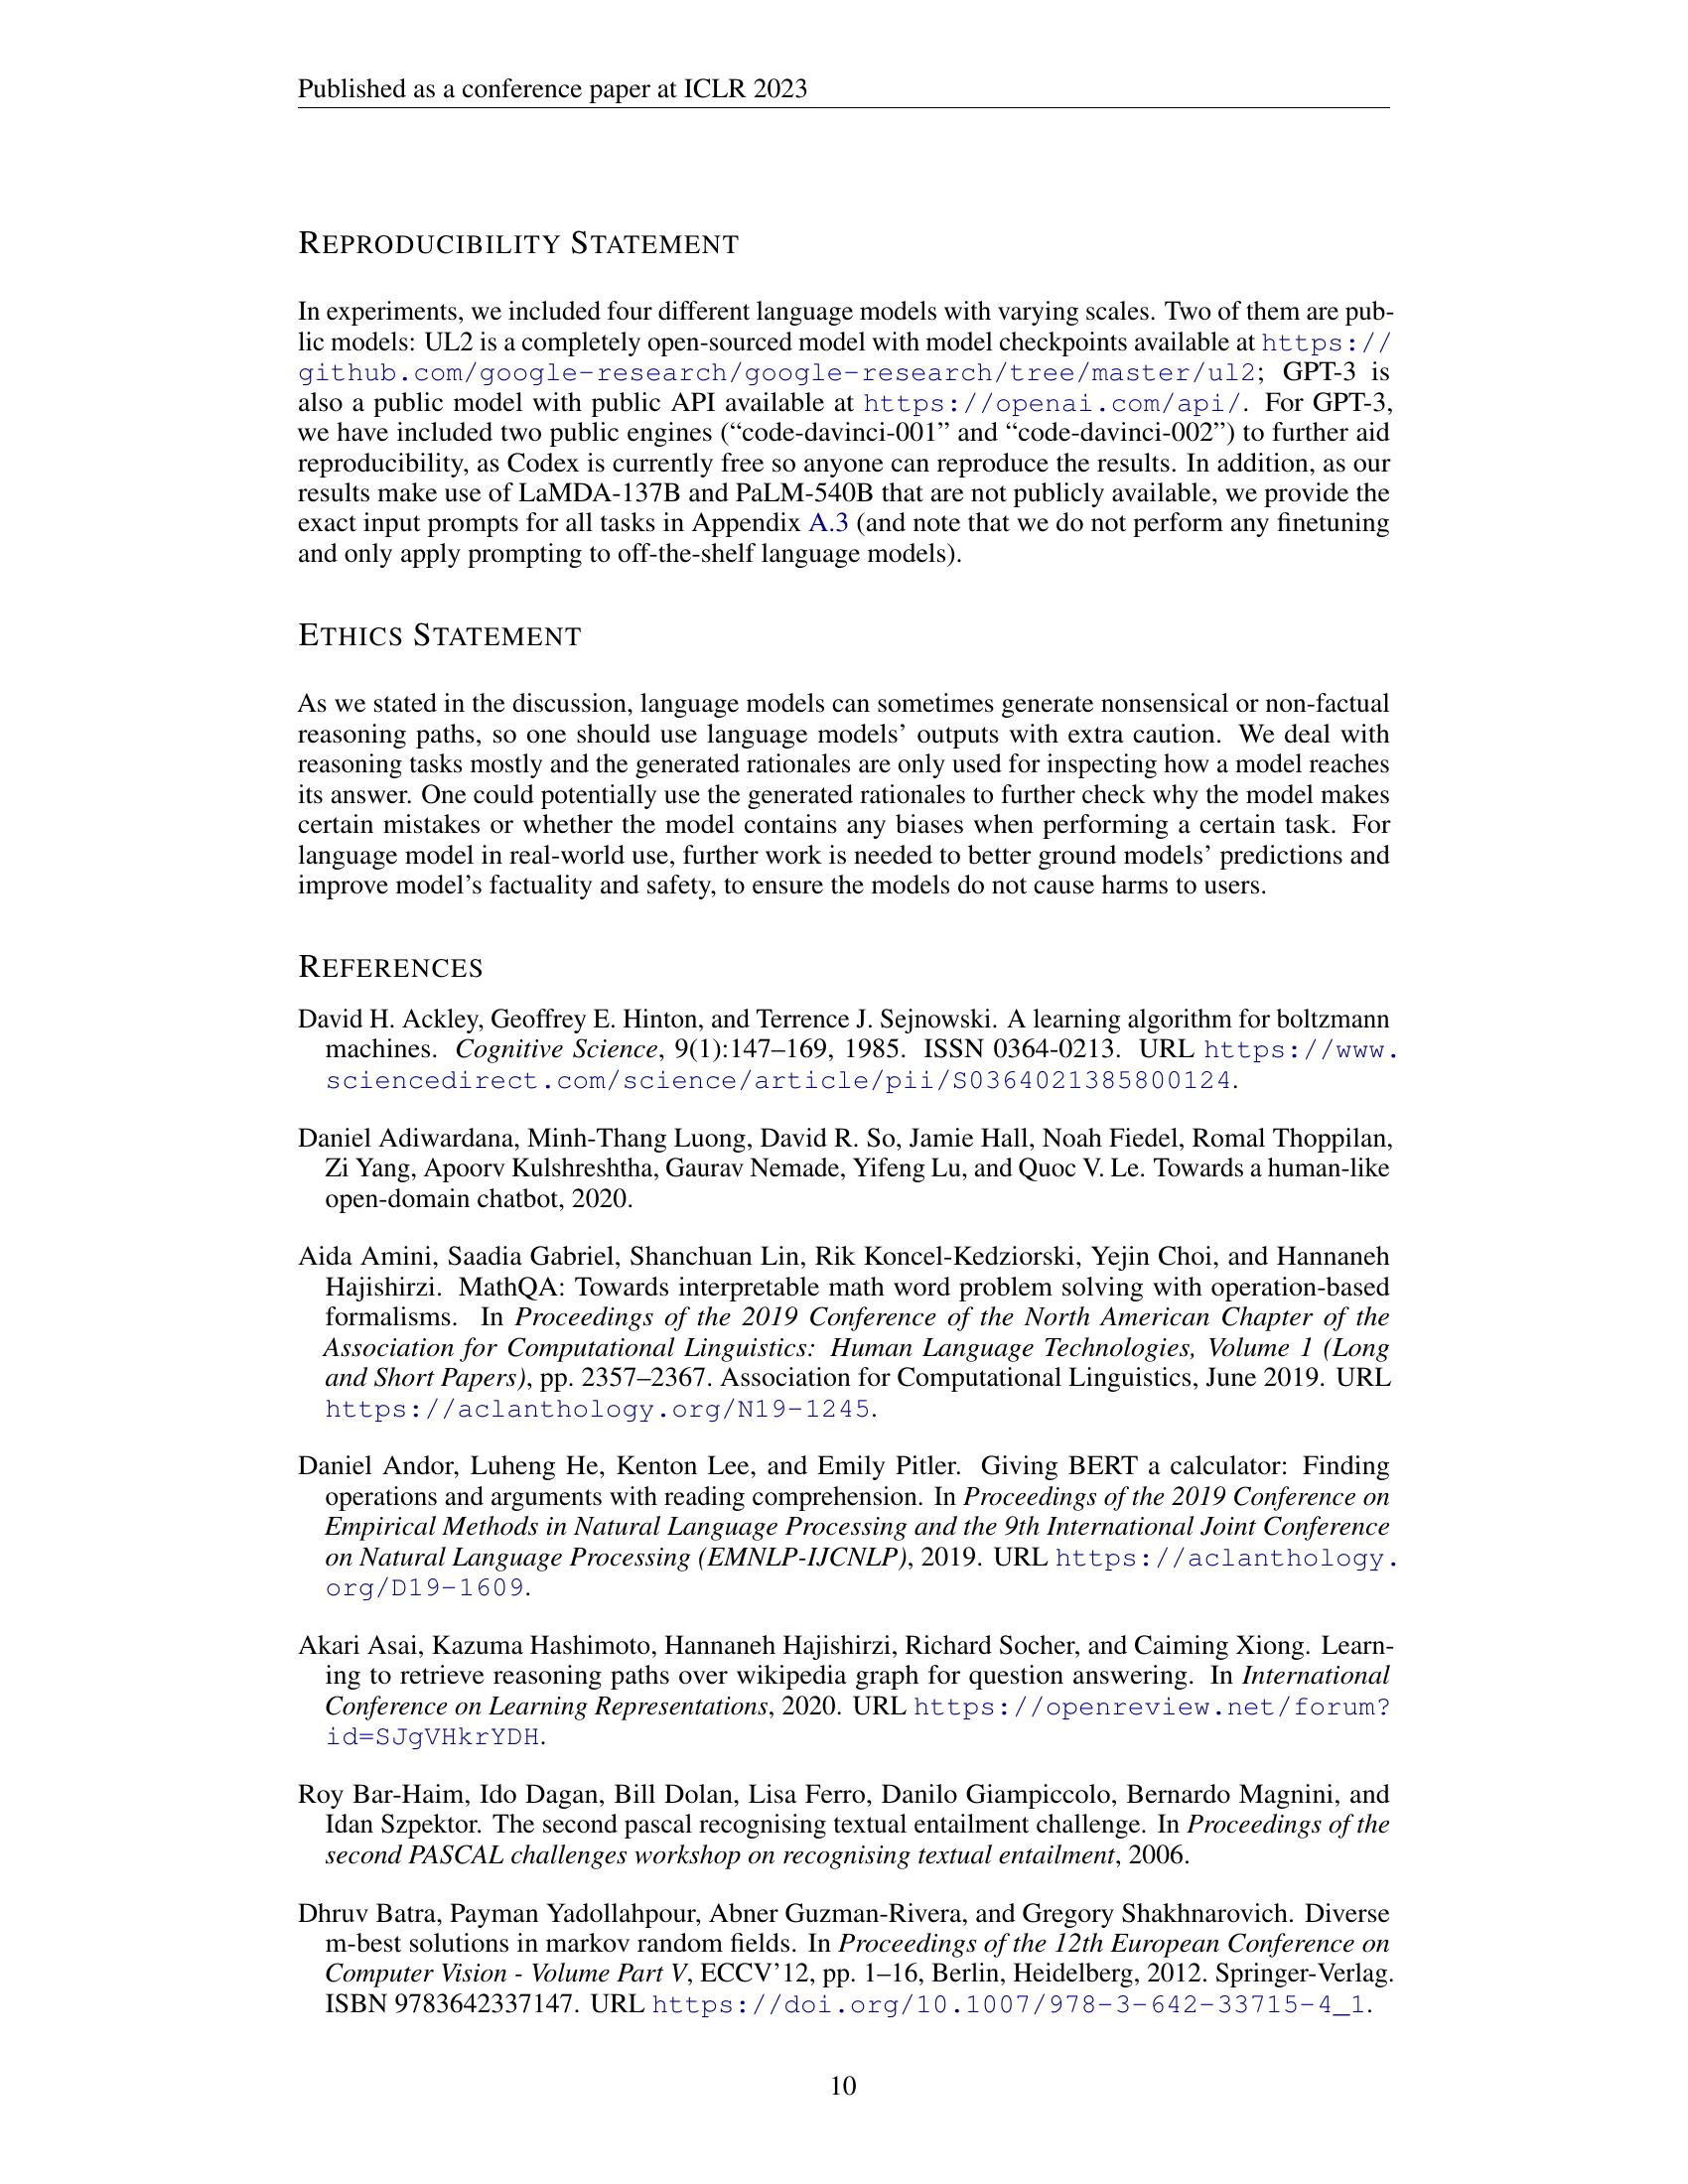 Published as a conference paper at ICLR 2023
REPRODUCIBILITY STATEMENT
In experiments, we included four different language models with varying scales. Two of them are pub-
lic models: UL2 is a completely open-sourced model with model checkpoints available at https://
github.com/google-research/google-research/tree/master/ul2; GPT-3 is
also a public model with public API available at https://openai.com/api/. For GPT-3,
we have included two public engines (“code-davinci-001” and “code-davinci-002”) to further aid
reproducibility, as Codex is currently free so anyone can reproduce the results. In addition, as our
results make use of LaMDA-137B and PaLM-540B that are not publicly available, we provide the
exact input prompts for all tasks in Appendix A.3 (and note that we do not perform any finetuning
and only apply prompting to off-the-shelf language models).
ETHICS STATEMENT
As we stated in the discussion, language models can sometimes generate nonsensical or non-factual
reasoning paths, so one should use language models’ outputs with extra caution. We deal with
reasoning tasks mostly and the generated rationales are only used for inspecting how a model reaches
its answer. One could potentially use the generated rationales to further check why the model makes
certain mistakes or whether the model contains any biases when performing a certain task. For
language model in real-world use, further work is needed to better ground models’ predictions and
improve model’s factuality and safety, to ensure the models do not cause harms to users.
REFERENCES
David H. Ackley, Geoffrey E. Hinton, and Terrence J. Sejnowski. A learning algorithm for boltzmann
machines. Cognitive Science, 9(1):147–169, 1985. ISSN 0364-0213. URL https://www.
sciencedirect.com/science/article/pii/S0364021385800124.
Daniel Adiwardana, Minh-Thang Luong, David R. So, Jamie Hall, Noah Fiedel, Romal Thoppilan,
Zi Yang, Apoorv Kulshreshtha, Gaurav Nemade, Yifeng Lu, and Quoc V. Le. Towards a human-like
open-domain chatbot, 2020.
Aida Amini, Saadia Gabriel, Shanchuan Lin, Rik Koncel-Kedziorski, Yejin Choi, and Hannaneh
Hajishirzi. MathQA: Towards interpretable math word problem solving with operation-based
formalisms. In Proceedings of the 2019 Conference of the North American Chapter of the
Association for Computational Linguistics: Human Language Technologies, Volume 1 (Long
and Short Papers), pp. 2357–2367. Association for Computational Linguistics, June 2019. URL
https://aclanthology.org/N19-1245.
Daniel Andor, Luheng He, Kenton Lee, and Emily Pitler. Giving BERT a calculator: Finding
operations and arguments with reading comprehension. In Proceedings of the 2019 Conference on
Empirical Methods in Natural Language Processing and the 9th International Joint Conference
on Natural Language Processing (EMNLP-IJCNLP), 2019. URL https://aclanthology.
org/D19-1609.
Akari Asai, Kazuma Hashimoto, Hannaneh Hajishirzi, Richard Socher, and Caiming Xiong. Learn-
ing to retrieve reasoning paths over wikipedia graph for question answering. In International
Conference on Learning Representations, 2020. URL https://openreview.net/forum?
id=SJgVHkrYDH.
Roy Bar-Haim, Ido Dagan, Bill Dolan, Lisa Ferro, Danilo Giampiccolo, Bernardo Magnini, and
Idan Szpektor. The second pascal recognising textual entailment challenge. In Proceedings of the
second PASCAL challenges workshop on recognising textual entailment, 2006.
Dhruv Batra, Payman Yadollahpour, Abner Guzman-Rivera, and Gregory Shakhnarovich. Diverse
m-best solutions in markov random fields. In Proceedings of the 12th European Conference on
Computer Vision - Volume Part V, ECCV’12, pp. 1–16, Berlin, Heidelberg, 2012. Springer-Verlag.
ISBN 9783642337147. URL https://doi.org/10.1007/978-3-642-33715-4_1.
10